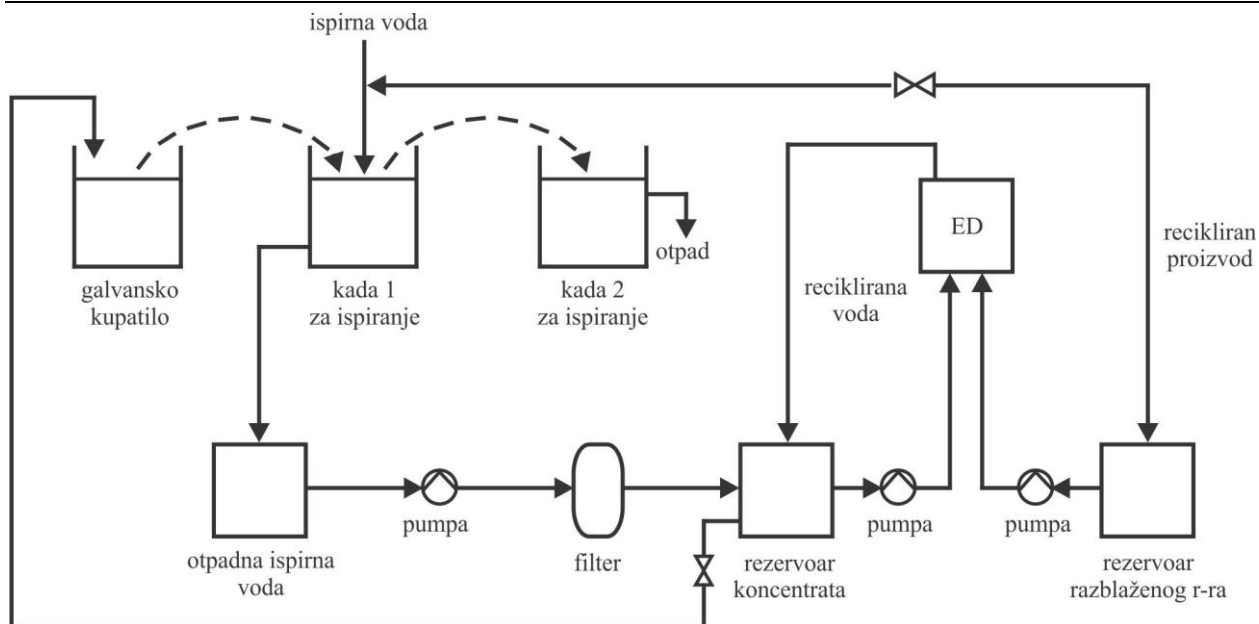 ispirna voda
galvansko
kupatilo
kada 1
za ispiranje
kada 2
za ispiranje
otpad
ED
reciklirana
voda
recikliran
proizvod
otpadna ispirna
voda
pumpa
filter
rezervoar
koncentrata
pumpa
pumpa
rezervoar
razblaženog r-ra